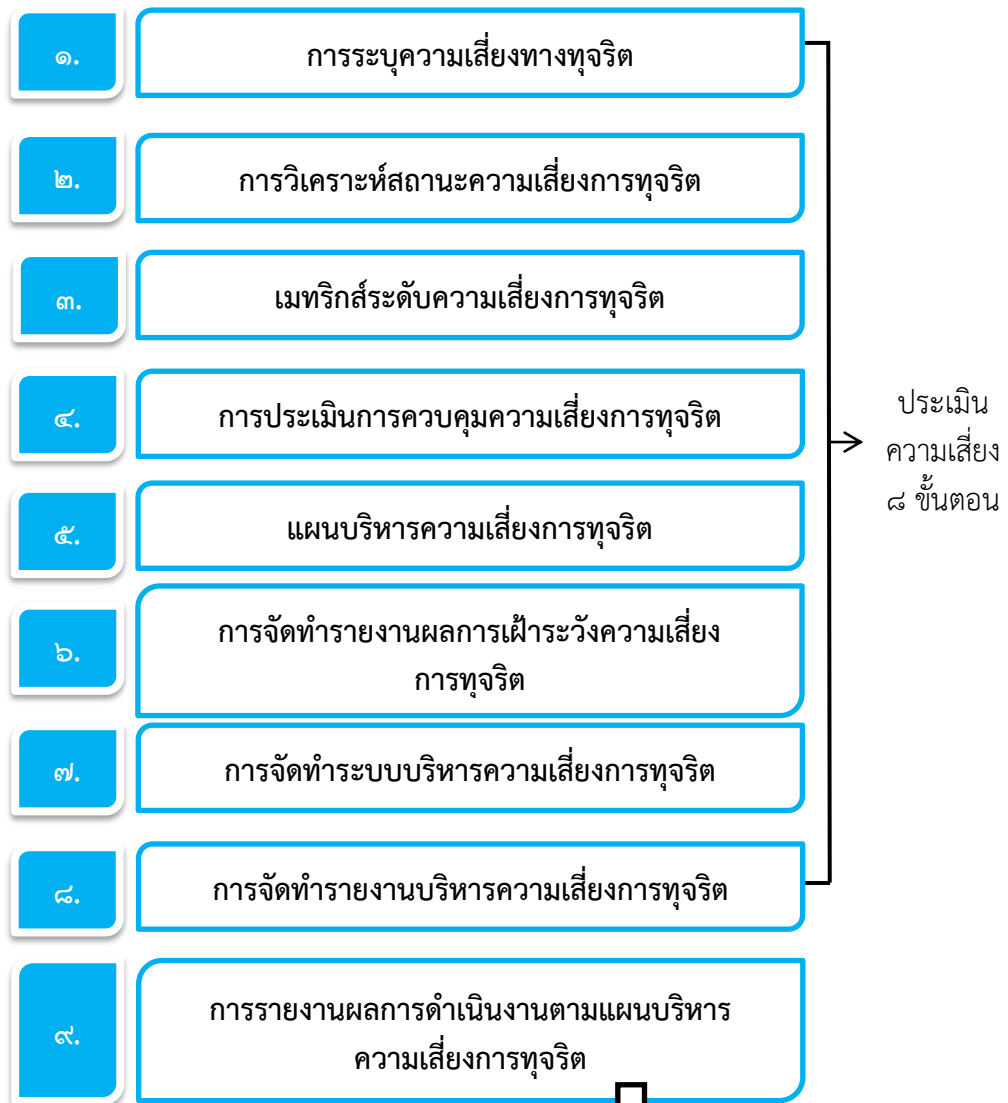 ๑.
การระบุความเสี่ยงทางทุจริต
๒.
การวิเคราะห์สถานะความเสี่ยงการทุจริต
๓.
เมทริกส์ระดับความเสี่ยงการทุจริต
๔.
การประเมินการควบคุมความเสี่ยงการทุจริต
๕.
แผนบริหารความเสี่ยงการทุจริต
๖.
การจัดทำรายงานผลการเฝ้าระวังความเสี่ยง
การทุจริต
๗.
การจัดทำระบบบริหารความเสี่ยงการทุจริต
๘.
การจัดทำรายงานบริหารความเสี่ยงการทุจริต
๙.
การรายงานผลการดำเนินงานตามแผนบริหาร
ความเสี่ยงการทุจริต
ประเมิน
ความเสี่ยง
๘ ขั้นตอน